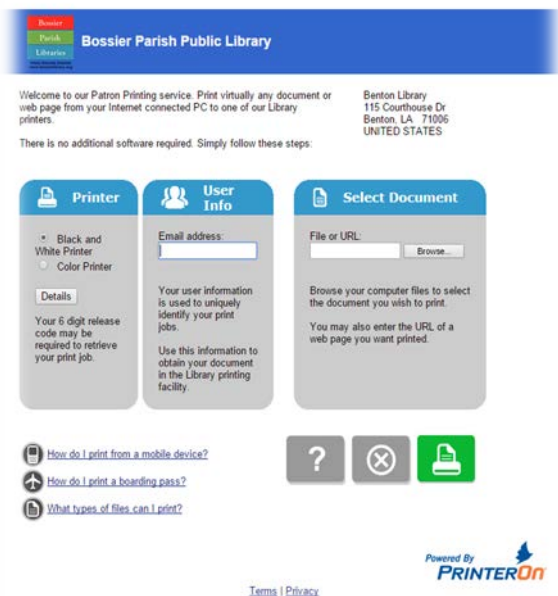 Bossier
Parish
Libraries
Bossier Parish Public Library
Welcome to our Patron Printing service. Print virtually any document or
web page from your Internet connected PC to one of our Library
printers.
There is no additional software required. Simply follow these steps:
Benton Library
115 Courthouse Dr
Benton, LA 71006
UNITED STATES
Printer
Black and
White Printer
Color Printer
Details
Your 6 digit release
code may be
required to retrieve
your print job.
User
Info
Email address:
Your user information
is used to uniquely
identify your print
jobs.
Use this information to
obtain your document
in the Library printing
facility.
Select Document
File or URL:
Browse...
Browse your computer files to select
the document you wish to print.
You may also enter the URL of a
web page you want printed.
How do I print from a mobile device?
How do I print a boarding pass?
What types of files can I print?
?
Powered By
PRINTERON
Terms | Privacy